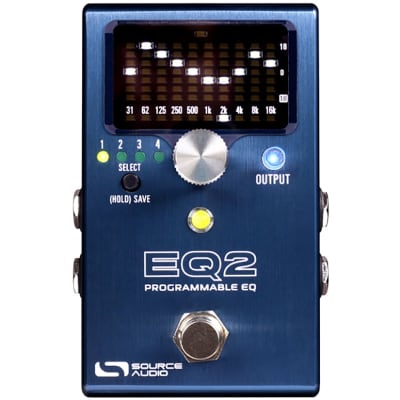 18
0
18
31 62 125 250 500 1k 2k 4k 8k 16k
1 2 3 4
SELECT
(HOLD) SAVE
OUTPUT
EQ2
PROGRAMMABLE EQ
SOURCE
AUDIO